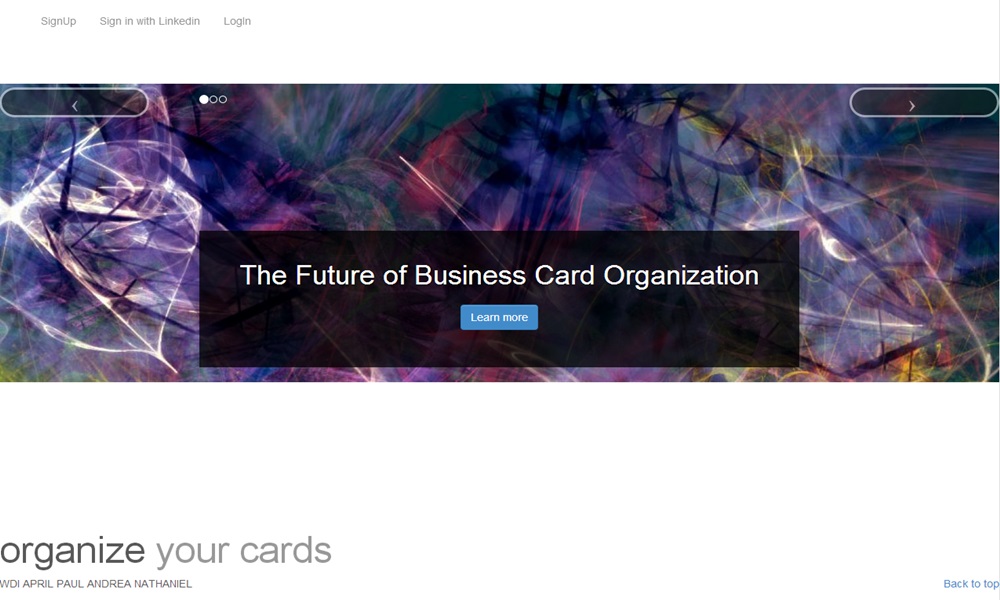 SignUp Sign in with Linkedin LogIn
‹ ›
The Future of Business Card Organization
Learn more
organize your cards
WDI APRIL PAUL ANDREA NATHANIEL Back to top